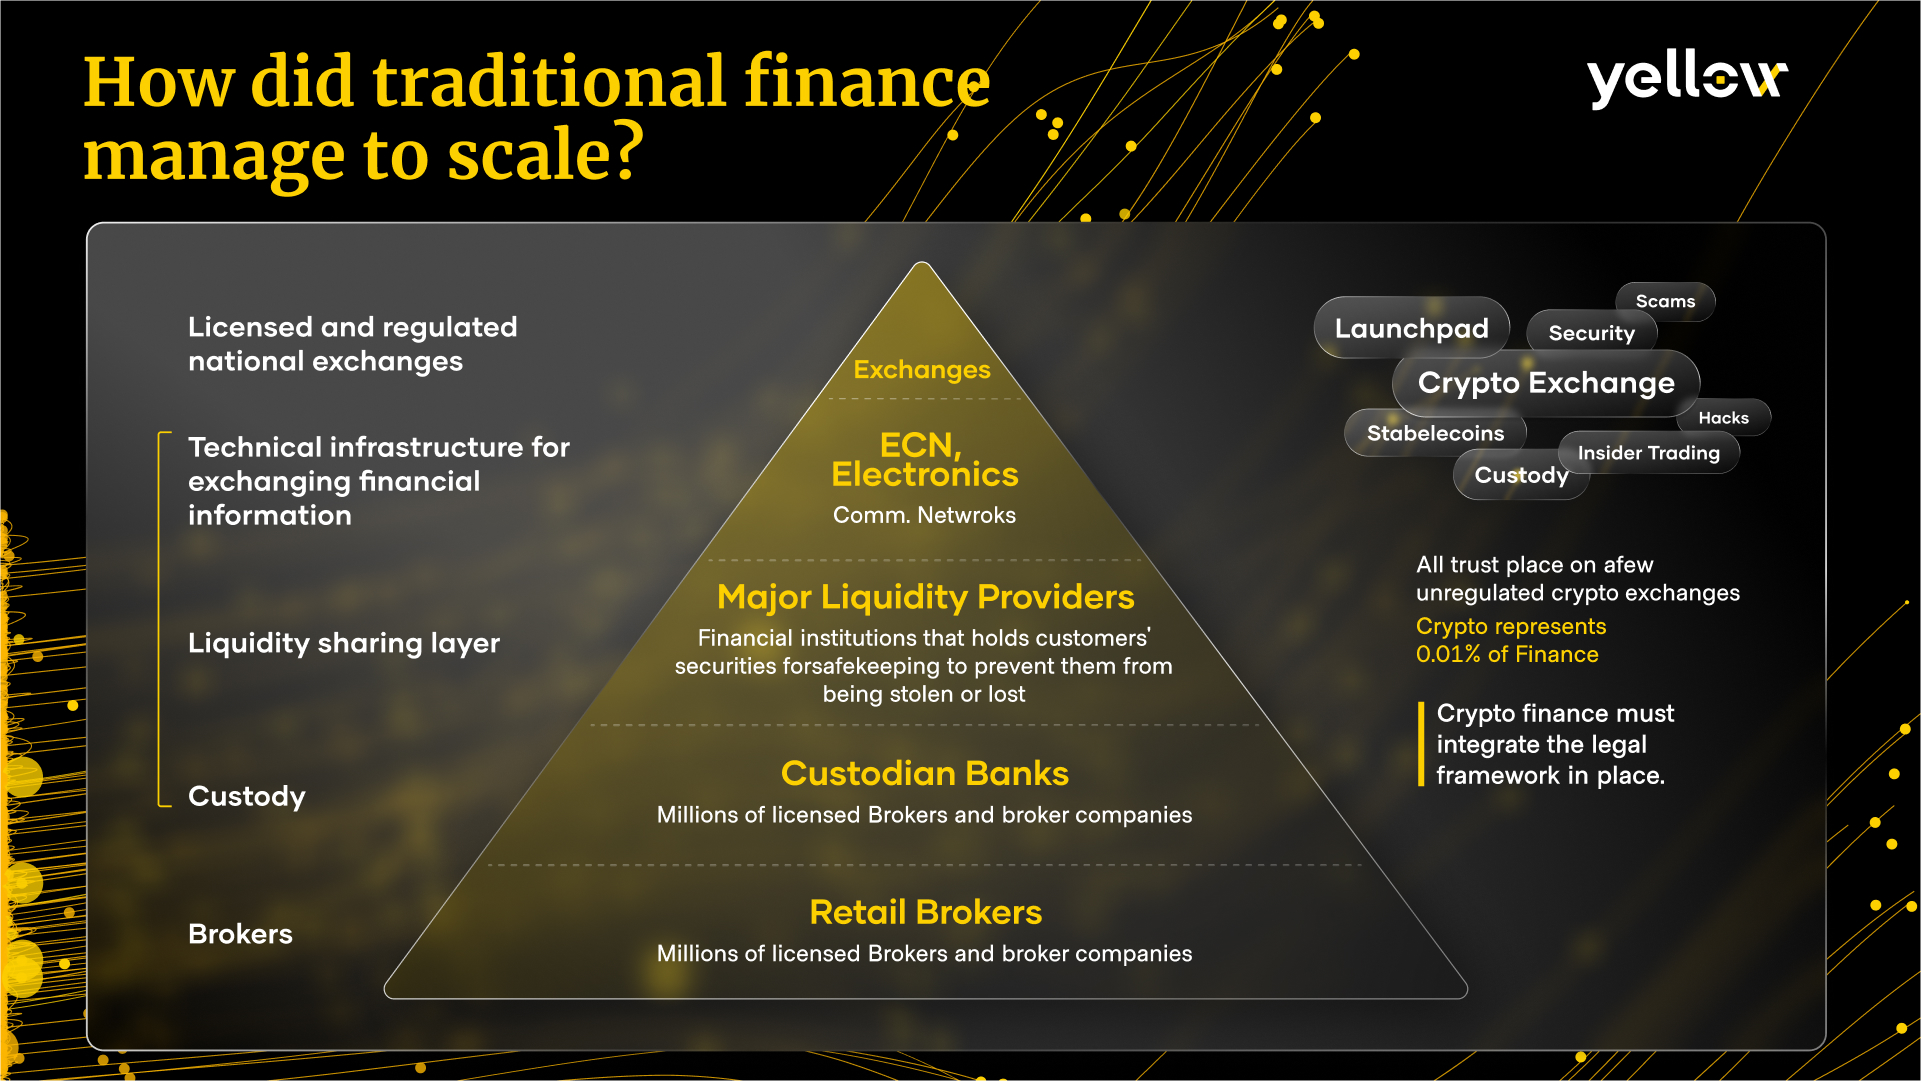 How did traditional finance
manage to scale?
yellow
Licensed and regulated
national exchanges
Technical infrastructure for
exchanging financial
information
Liquidity sharing layer
Custody
Brokers
Exchanges
ECN,
Electronics
Comm. Netwroks
Major Liquidity Providers
Financial institutions that holds customers'
securities forsafekeeping to prevent them from
being stolen or lost
Custodian Banks
Millions of licensed Brokers and broker companies
Retail Brokers
Millions of licensed Brokers and broker companies
Scams
Launchpad
Security
Crypto Exchange
Hacks
Stabelecoins
Insider Trading
Custody
All trust place on afew
unregulated crypto exchanges
Crypto represents
0.01% of Finance
Crypto finance must
integrate the legal
framework in place.